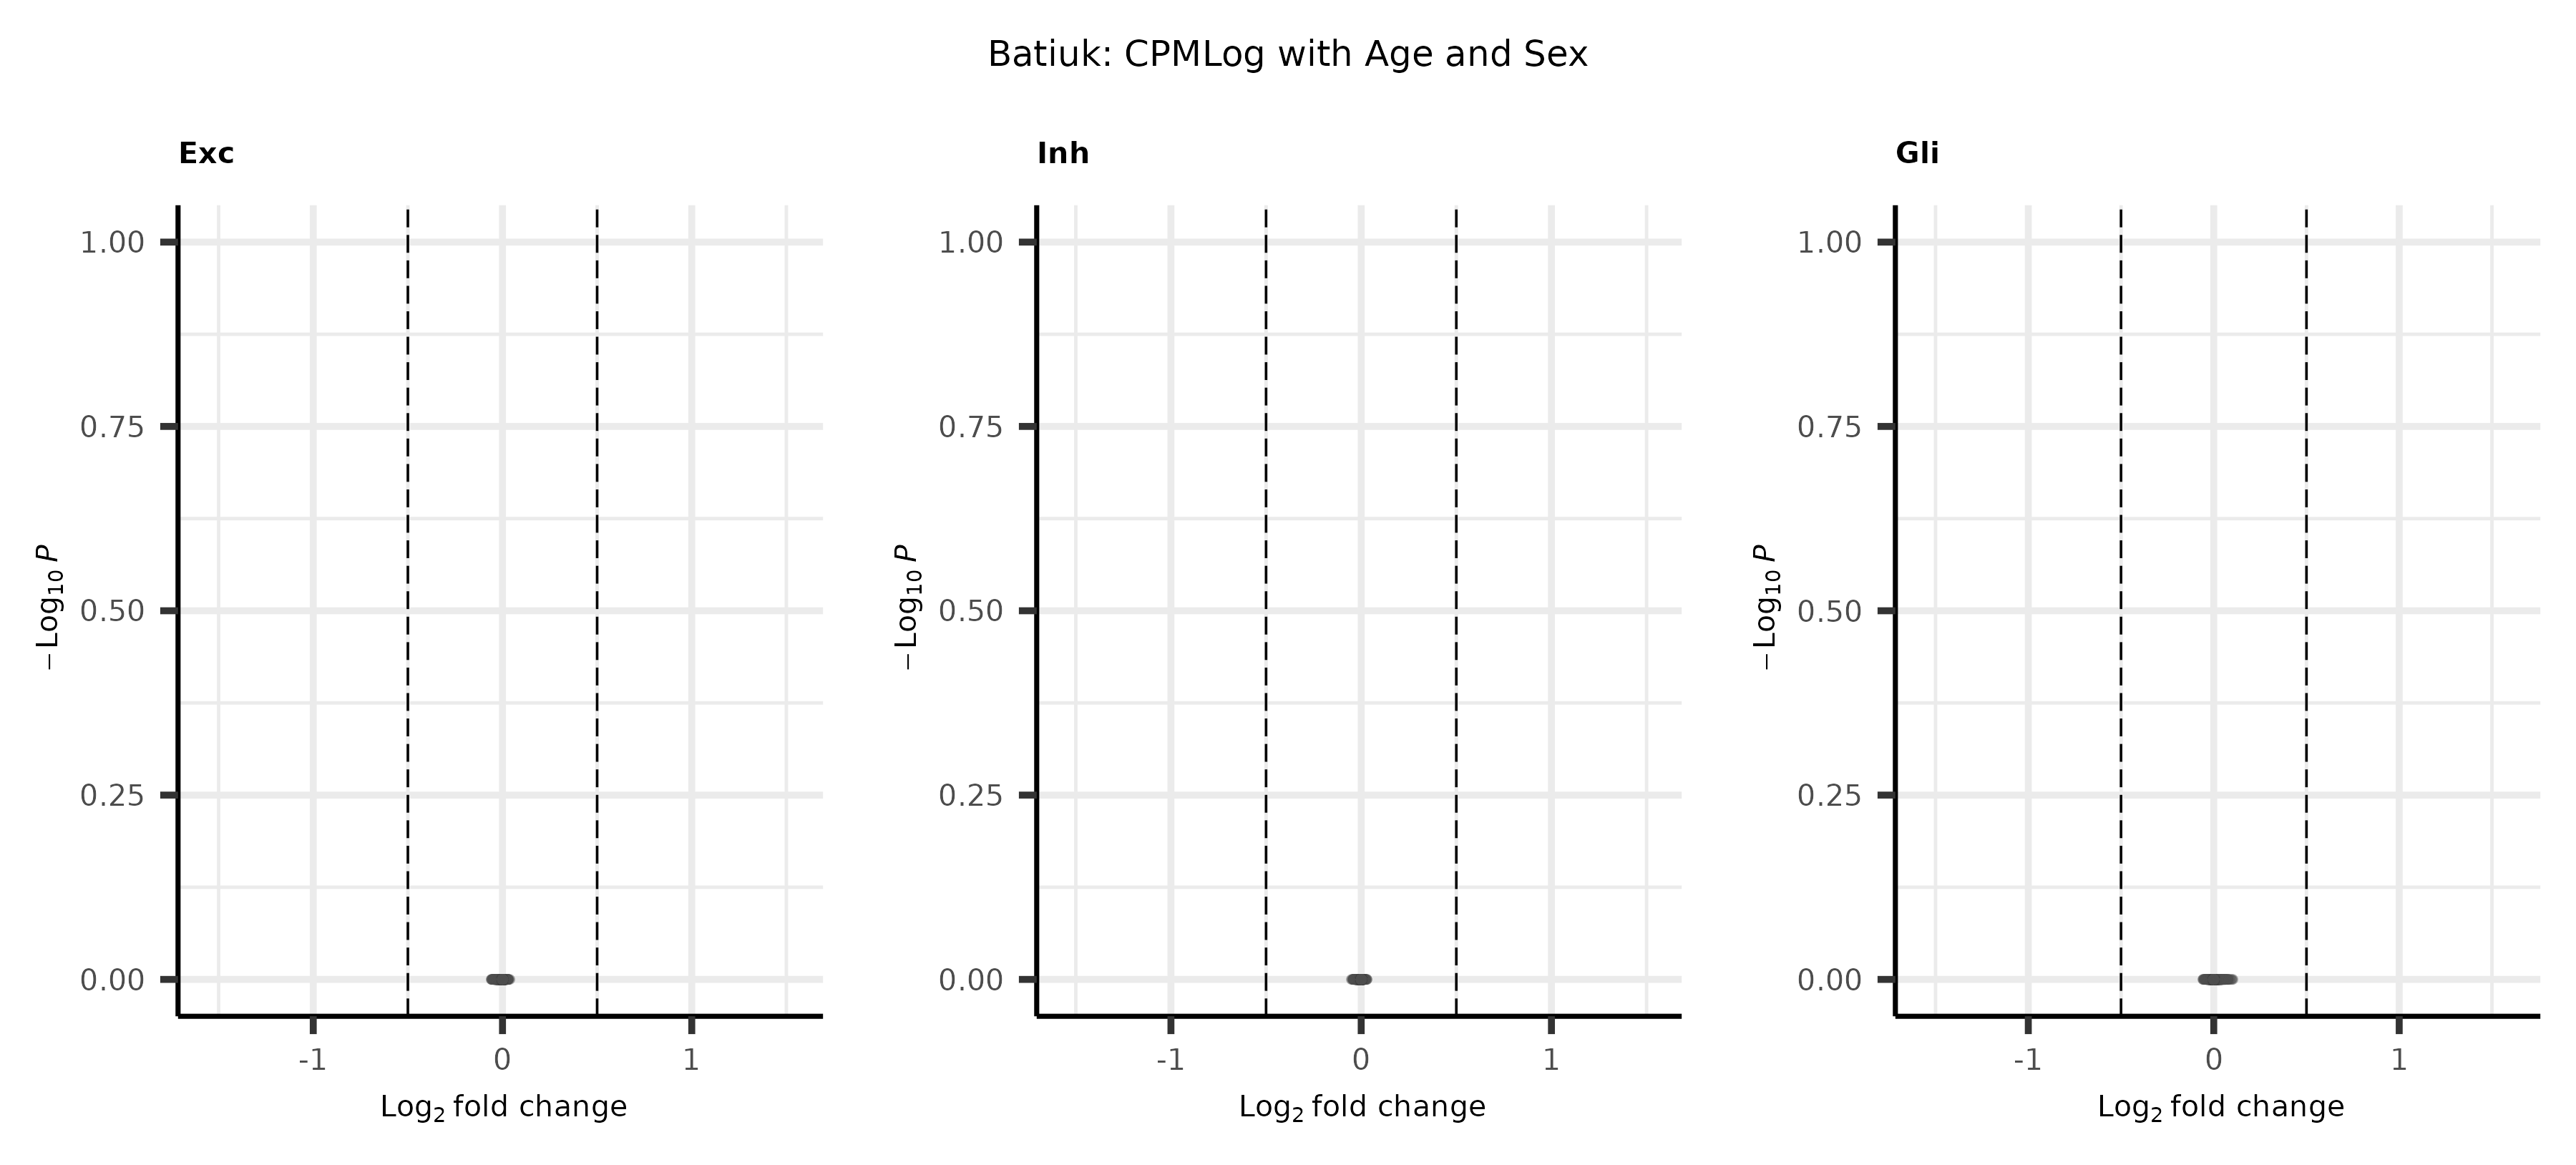 Batiuk: CPMLog with Age and Sex
Exc
1.00
0.75
0.50
0.25
0.00
-1 0 1
−Log10 P
Log2 fold change
Inh
1.00
0.75
0.50
0.25
0.00
-1 0 1
−Log10 P
Log2 fold change
Gli
1.00
0.75
0.50
0.25
0.00
-1 0 1
−Log10 P
Log2 fold change